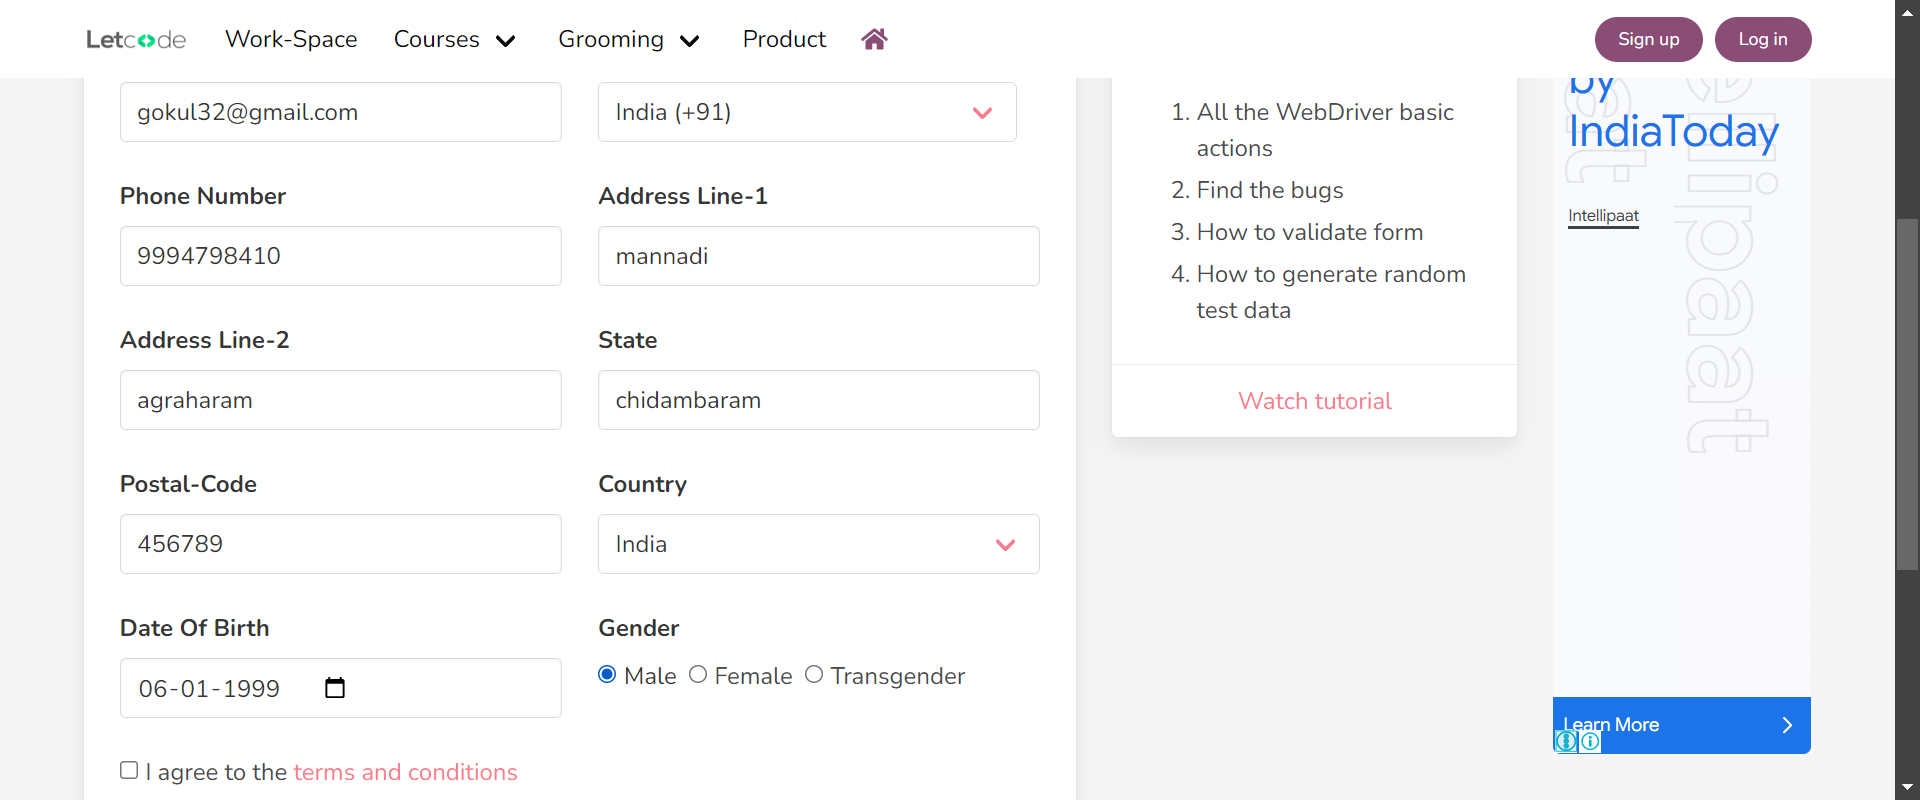 Letcode Work-Space Courses Grooming Product Sign up Log in
gokul32@gmail.com India (+91)
Phone Number Address Line-1
9994798410 mannadi
Address Line-2 State
agraharam chidambaram
Postal-Code Country
456789 India
Date Of Birth Gender
06-01-1999 Male Female Transgender
I agree to the terms and conditions
1. All the WebDriver basic
actions
2. Find the bugs
3. How to validate form
4. How to generate random
test data
Watch tutorial
by
IndiaToday
Intellipaat
ellipaat
at
Learn More